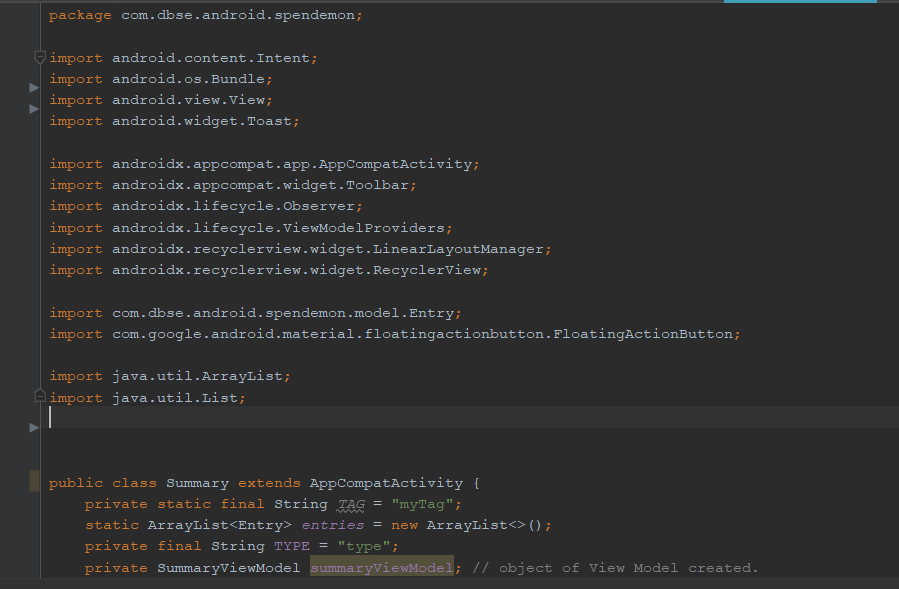 package com.dbse.android.spendemon;
import android.content.Intent;
import android.os.Bundle;
import android.view.View;
import android.widget.Toast;
import androidx.appcompat.app.AppCompatActivity;
import androidx.appcompat.widget.Toolbar;
import androidx.lifecycle.Observer;
import androidx.lifecycle.ViewModelProviders;
import androidx.recyclerview.widget.LinearLayoutManager;
import androidx.recyclerview.widget.RecyclerView;
import com.dbse.android.spendemon.model.Entry;
import com.google.android.material.floatingactionbutton.FloatingActionButton;
import java.util.ArrayList;
import java.util.List;
public class Summary extends AppCompatActivity {
private static final String TAG = "myTag";
static ArrayList<Entry> entries = new ArrayList<>();
private final String TYPE = "type";
private SummaryViewModel summaryViewModel; // object of View Model created.